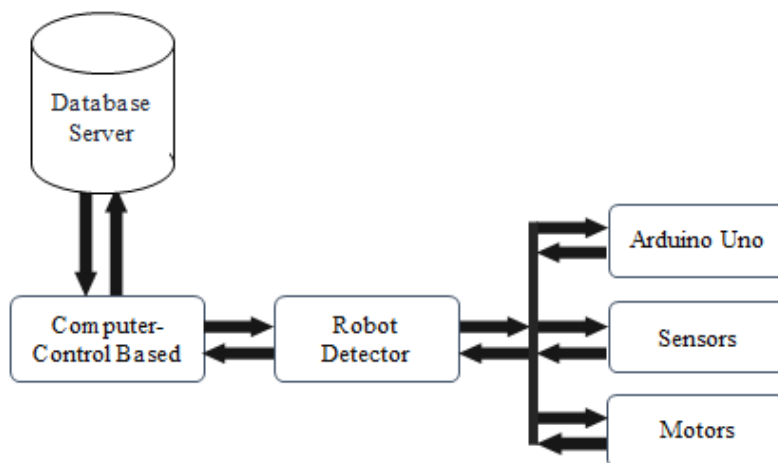 Database
Server
Arduino Uno
Computer-
Control Based
Robot
Detector
Sensors
Motors